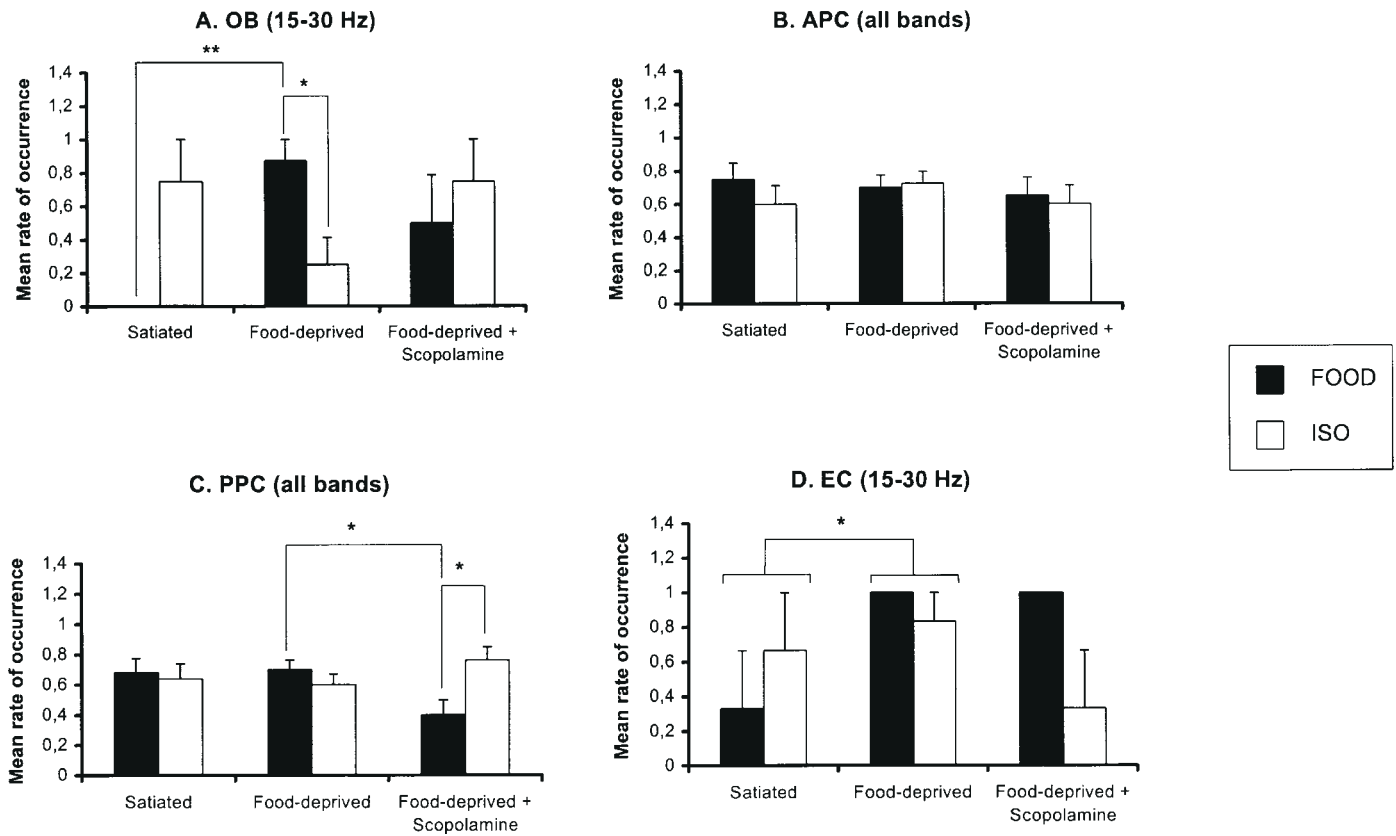 A. OB (15-30 Hz)
**
*
Mean rate of occurrence
1,4
1,2
1
0,8
0,6
0,4
0,2
0
Satiated
Food-deprived
Food-deprived +
Scopolamine
B. APC (all bands)
Mean rate of occurrence
1,4
1,2
1
0,8
0,6
0,4
0,2
0
Satiated
Food-deprived
Food-deprived +
Scopolamine
FOOD
ISO
C. PPC (all bands)
*
*
Mean rate of occurrence
1,4
1,2
1
0,8
0,6
0,4
0,2
0
Satiated
Food-deprived
Food-deprived +
Scopolamine
D. EC (15-30 Hz)
*
Mean rate of occurrence
1,4
1,2
1
0,8
0,6
0,4
0,2
0
Satiated
Food-deprived
Food-deprived +
Scopolamine